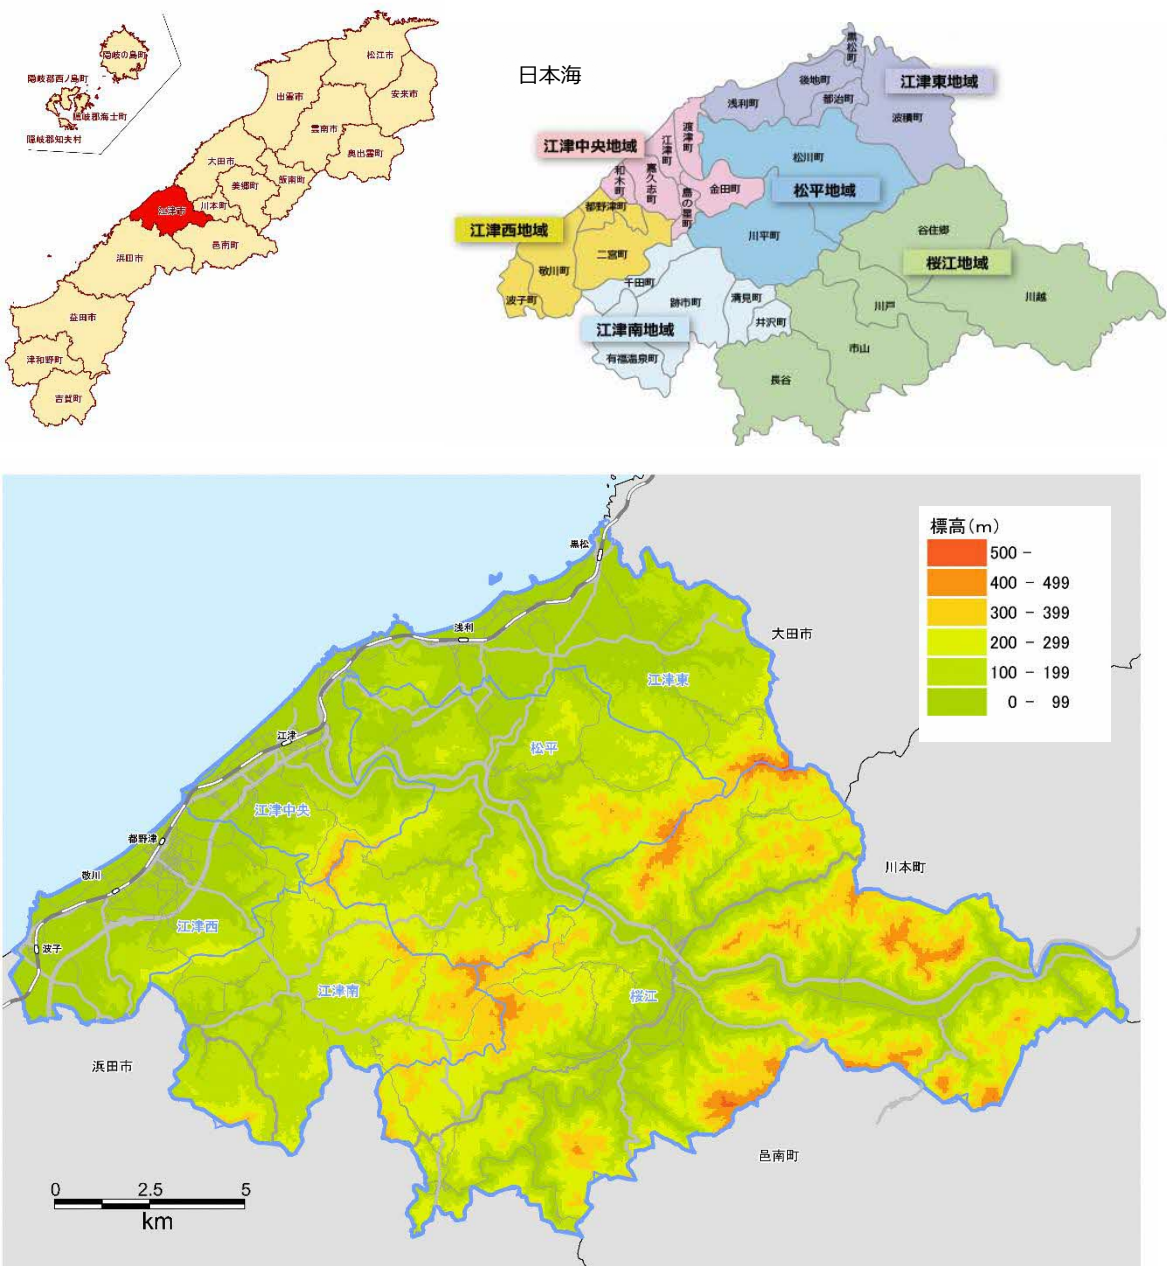 隠岐の島町
隠岐郡西ノ島町
隠岐郡海士町
隠岐郡知夫村
松江市
出雲市
安来市
雲南市
奥出雲町
大田市
飯南町
美郷町
川本町
江津市
邑南町
浜田市
益田市
津和野町
吉賀町
日本海
黒松町
後地町
江津東地域
浅利町
都治町
波積町
渡津町
江津中央地域
江津町
松川町
和木町
嘉久志町
金田町
松平地域
島の星町
都野津町
江津西地域
川平町
谷住郷
二宮町
敬川町
桜江地域
千田町
波子町
跡市町
清見町
川越
川戸
井沢町
江津南地域
市山
有福温泉町
長谷
標高(m)
500 -
400 - 499
300 - 399
200 - 299
100 - 199
0 - 99
黒松
浅利
大田市
江津東
江津
松平
江津中央
都野津
敬川
川本町
江津西
波子
江津南
桜江
浜田市
邑南町
0 2.5 5
km